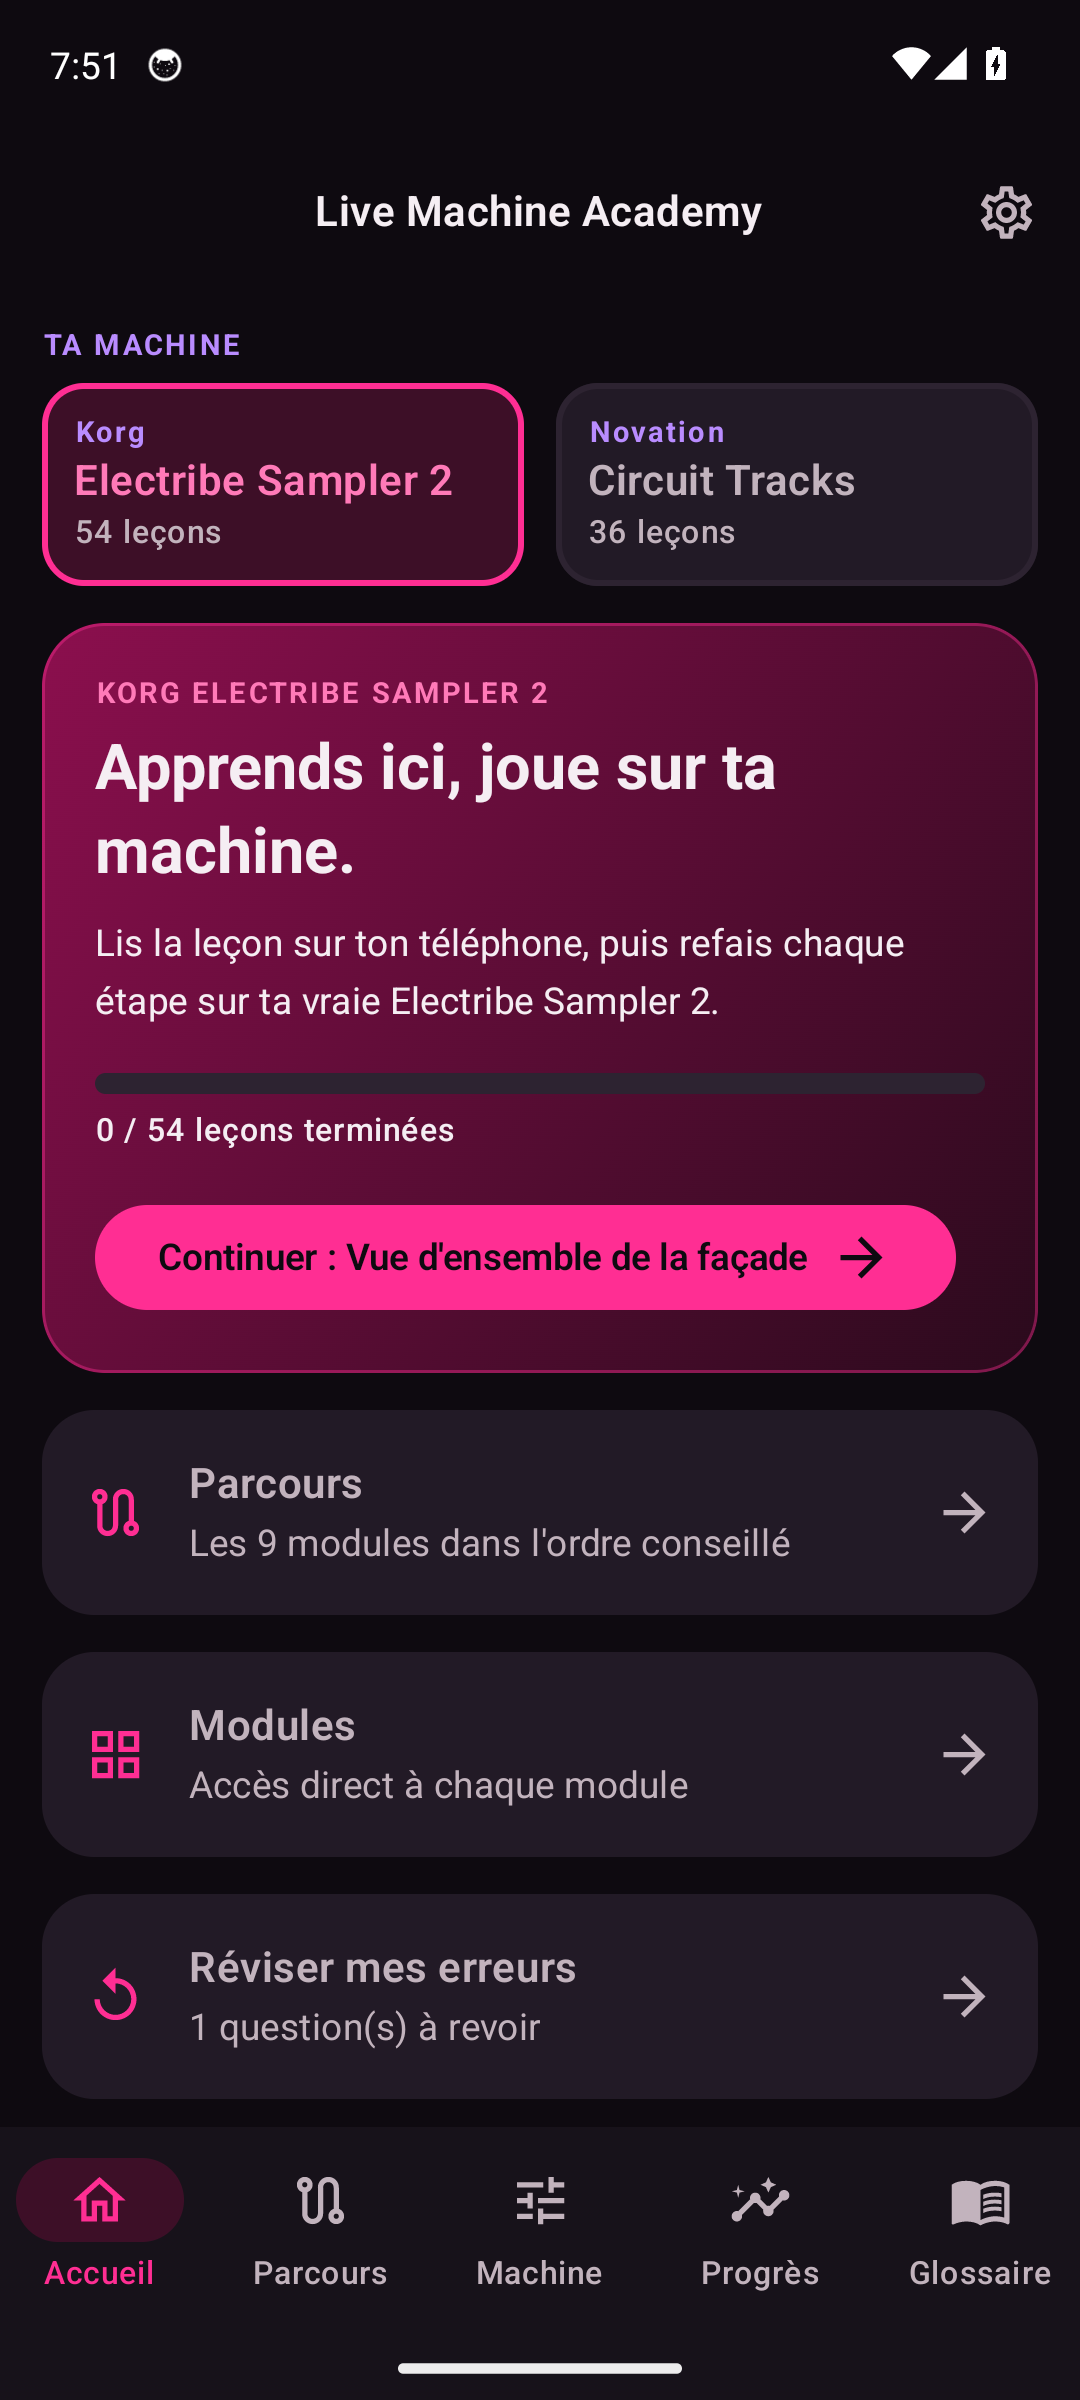 7:51
Live Machine Academy
TA MACHINE
Korg
Electribe Sampler 2
54 leçons
Novation
Circuit Tracks
36 leçons
KORG ELECTRIBE SAMPLER 2
Apprends ici, joue sur ta
machine.
Lis la leçon sur ton téléphone, puis refais chaque
étape sur ta vraie Electribe Sampler 2.
0 / 54 leçons terminées
Continuer : Vue d'ensemble de la façade
Parcours
Les 9 modules dans l'ordre conseillé
Modules
Accès direct à chaque module
Réviser mes erreurs
1 question(s) à revoir
Accueil
Parcours
Machine
Progrès
Glossaire